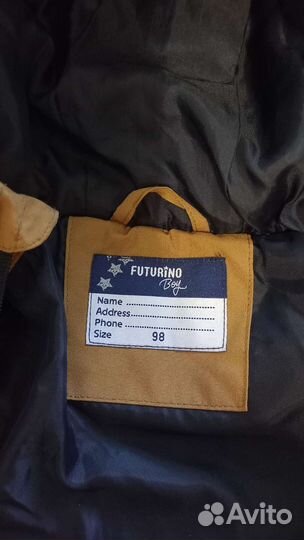 FUTURINO
Boy
Name....................
Address.................
Phone...................
Size 98
Avito